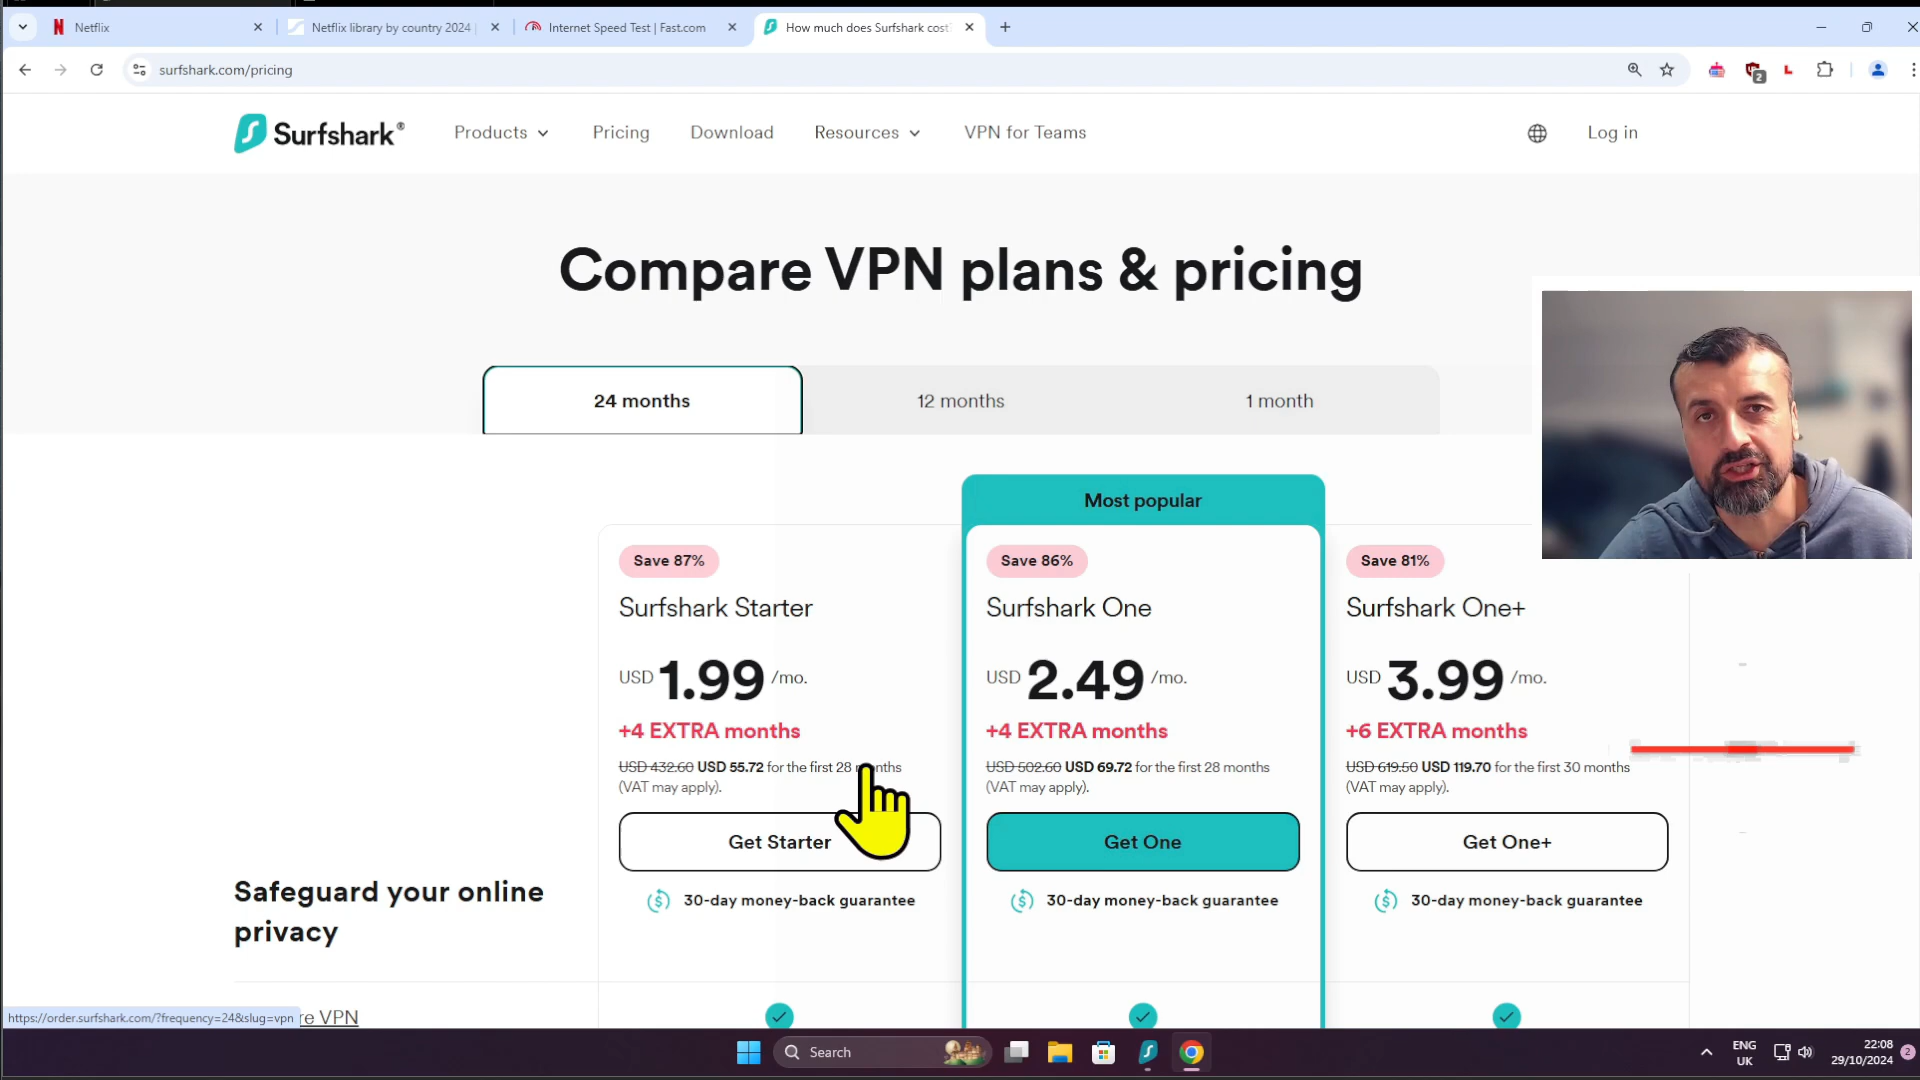 Netflix
Netflix library by country 2024
Internet Speed Test | Fast.com
How much does Surfshark cost
surfshark.com/pricing
2
L
Surfshark®
Products
Pricing
Download
Resources
VPN for Teams
Log in
Compare VPN plans & pricing
24 months
12 months
1 month
Most popular
Save 87%
Save 86%
Save 81%
Surfshark Starter
Surfshark One
Surfshark One+
USD 1.99 /mo.
USD 2.49 /mo.
USD 3.99 /mo.
+4 EXTRA months
+4 EXTRA months
+6 EXTRA months
USD 432.60 USD 55.72 for the first 28 months
USD 502.60 USD 69.72 for the first 28 months
USD 619.50 USD 119.70 for the first 30 months
(VAT may apply).
(VAT may apply).
(VAT may apply).
Get Starter
Get One
Get One+
30-day money-back guarantee
30-day money-back guarantee
30-day money-back guarantee
Safeguard your online
privacy
https://order.surfshark.com/?frequency=24&slug=vpn
re VPN
Search
ENG
UK
22:08
29/10/2024
2